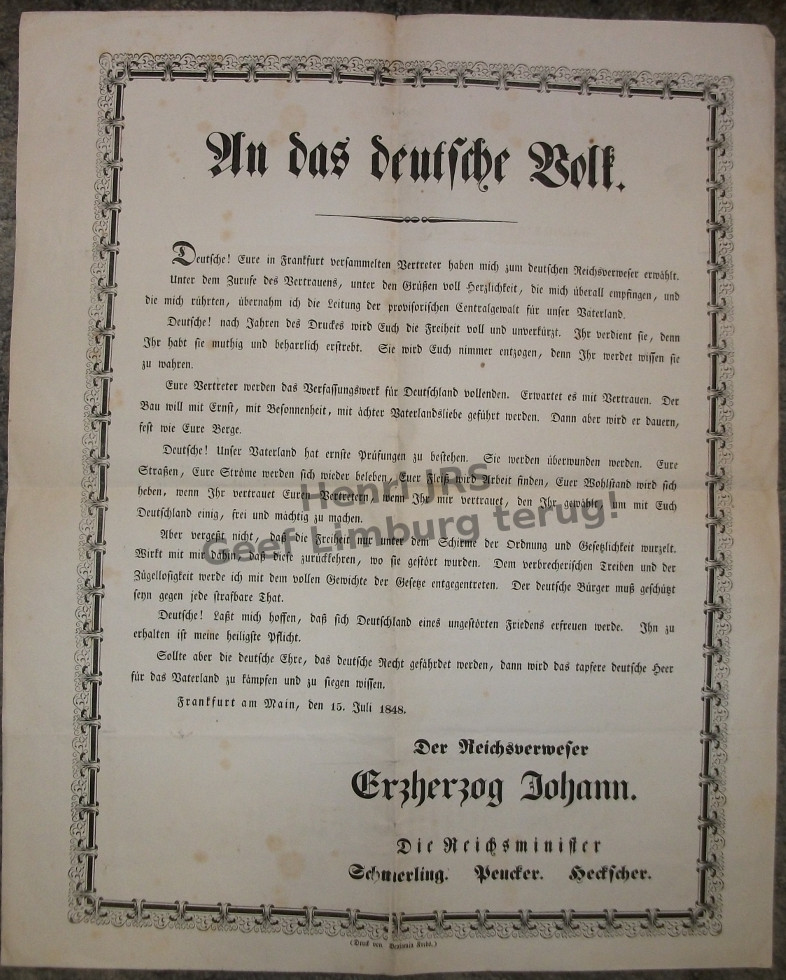 An das deutsche Volk.
Deutsche! Eure in Frankfurt versammelten Vertreter haben mich zum deutschen Reichsverweser erwählt.
Unter dem Zurufe des Vertrauens, unter den Grüßen voll Herzlichkeit, die mich überall empfingen, und
die mich rührten, übernahm ich die Leitung der provisorischen Centralgewalt für unser Vaterland.
Deutsche! nach Jahren des Druckes wird Euch die Freiheit voll und unverkürzt. Ihr verdient sie, denn
Ihr habt sie muthig und beharrlich erstrebt. Sie wird Euch nimmer entzogen, denn Ihr werdet wissen sie
zu wahren.
Eure Vertreter werden das Verfassungswerk für Deutschland vollenden. Erwartet es mit Vertrauen. Der
Bau will mit Ernst, mit Besonnenheit, mit ächter Vaterlandsliebe geführt werden. Dann aber wird er dauern,
fest wie Eure Berge.
Deutsche! Unser Vaterland hat ernste Prüfungen zu bestehen. Sie werden überwunden werden. Eure
Straßen, Eure Ströme werden sich wieder beleben, Euer Fleiß wird Arbeit finden, Euer Wohlstand wird sich
heben, wenn Ihr vertrauet Euren Vertretern, wenn Ihr mir vertrauet, den Ihr gewählt, um mit Euch
Deutschland einig, frei und mächtig zu machen.
Aber vergeßt nicht, daß die Freiheit nur unter dem Schirme der Ordnung und Gesetzlichkeit wurzelt.
Wirkt mit mir dahin, daß diese zurückkehren, wo sie gestört wurden. Dem verbrecherischen Treiben und der
Zügellosigkeit werde ich mit dem vollen Gewichte der Gesetze entgegentreten. Der deutsche Bürger muß geschützt
seyn gegen jede strafbare That.
Deutsche! Laßt mich hoffen, daß sich Deutschland eines ungestörten Friedens erfreuen werde. Ihn zu
erhalten ist meine heiligste Pflicht.
Sollte aber die deutsche Ehre, das deutsche Recht gefährdet werden, dann wird das tapfere deutsche Heer
für das Vaterland zu kämpfen und zu siegen wissen.
Frankfurt am Main, den 15. Juli 1848.
Der Reichsverweser
Erzherzog Johann.
Die Reichsminister
Schmerling. Peucker. Heckscher.
(Druck von Benjamin Krebs.)
HenriJRS
Geef Limburg terug!